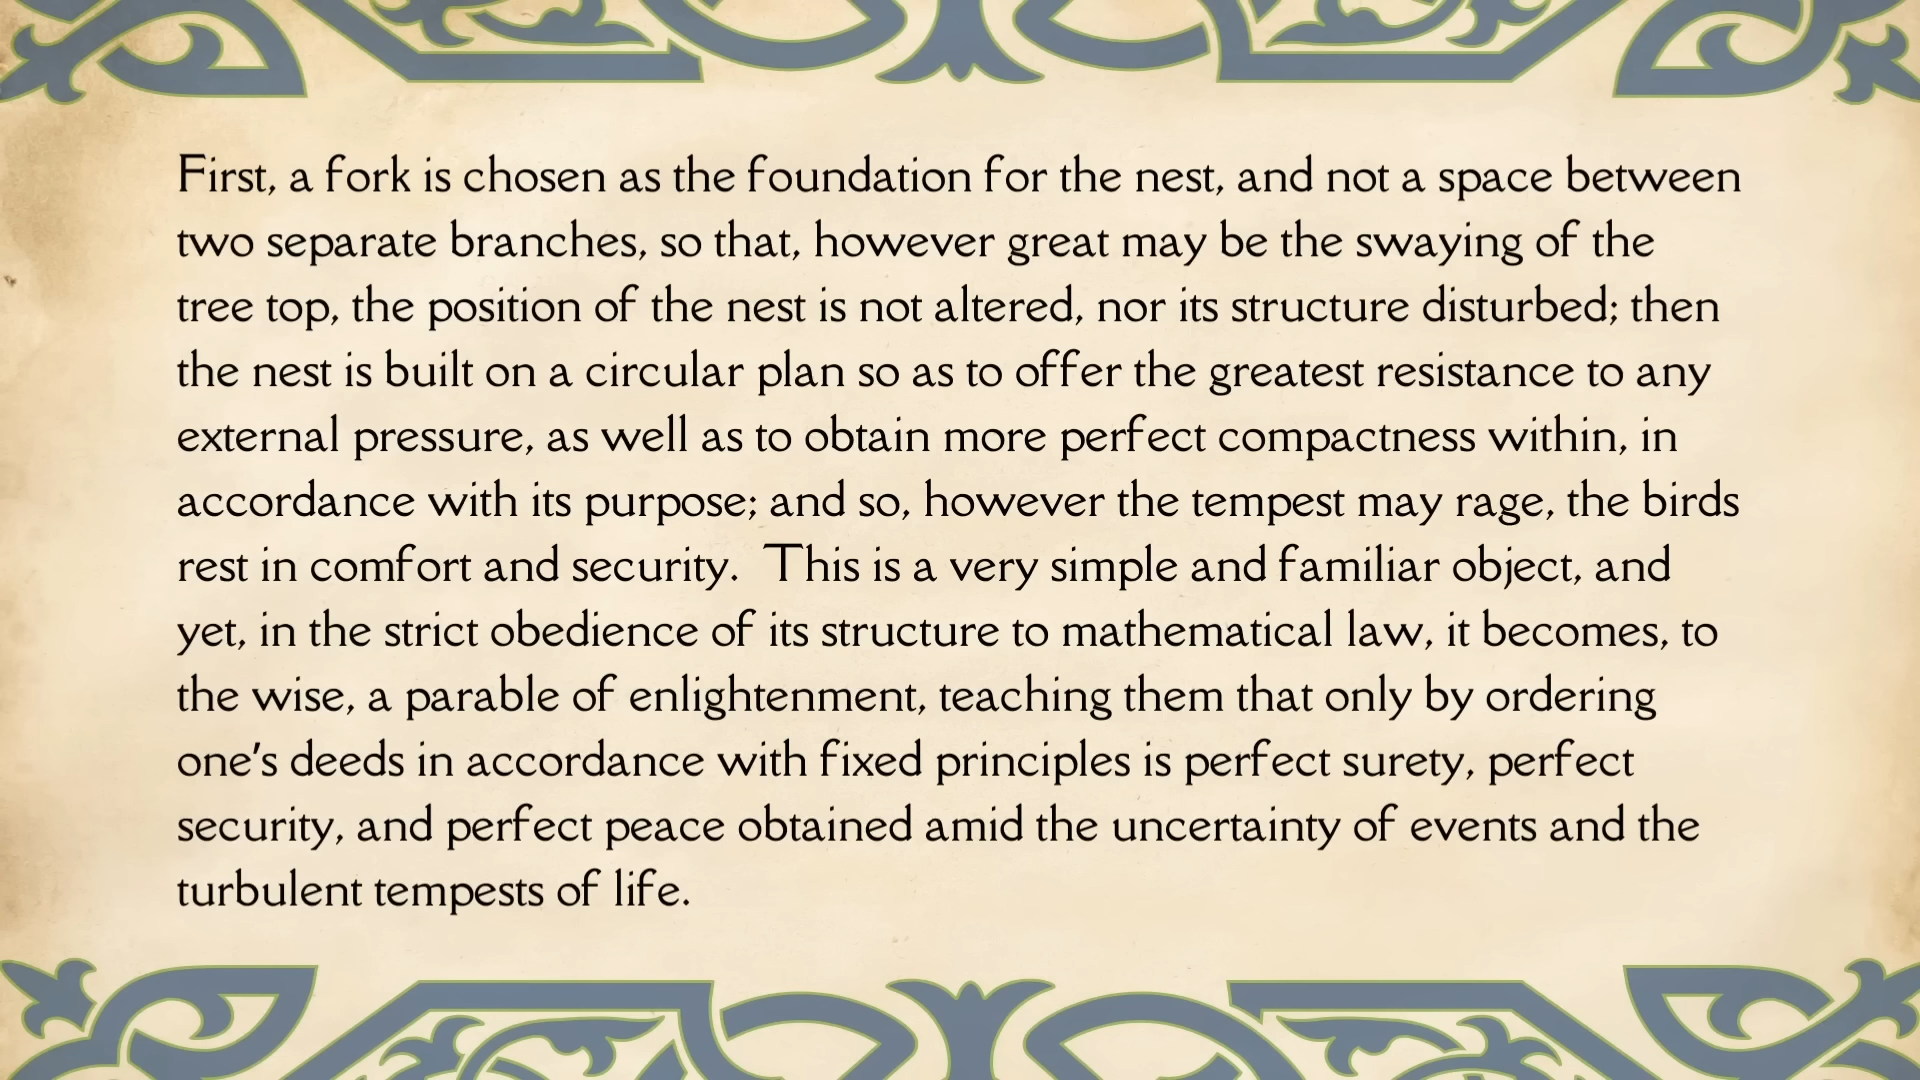 First, a fork is chosen as the foundation for the nest, and not a space between
two separate branches, so that, however great may be the swaying of the
tree top, the position of the nest is not altered, nor its structure disturbed; then
the nest is built on a circular plan so as to offer the greatest resistance to any
external pressure, as well as to obtain more perfect compactness within, in
accordance with its purpose; and so, however the tempest may rage, the birds
rest in comfort and security.  This is a very simple and familiar object, and
yet, in the strict obedience of its structure to mathematical law, it becomes, to
the wise, a parable of enlightenment, teaching them that only by ordering
one's deeds in accordance with fixed principles is perfect surety, perfect
security, and perfect peace obtained amid the uncertainty of events and the
turbulent tempests of life.